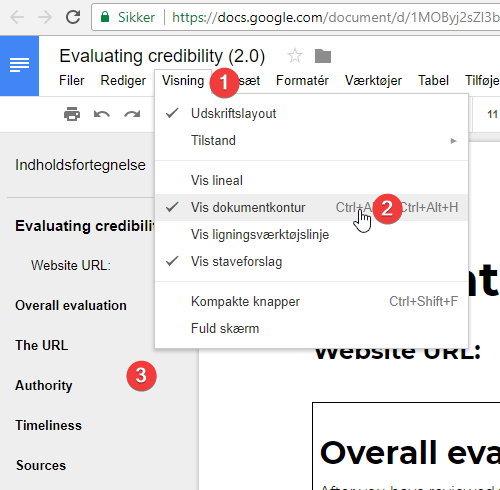 Sikker
https://docs.google.com/document/d/1MOByj2sZI3b
Evaluating credibility (2.0)
Filer Rediger Visning 1 sæt Formatér Værktøjer Tabel Tilføje
11
Udskriftslayout
Tilstand
Vis lineal
Vis dokumentkontur Ctrl+A 2 Ctrl+Alt+H
Vis ligningsværktøjslinje
Vis staveforslag
Kompakte knapper Ctrl+Shift+F
Fuld skærm
Indholdsfortegnelse
Evaluating credibility
Website URL:
Overall evaluation
The URL
3
Authority
Timeliness
Sources
nt
Website URL:
Overall eva
After you have reviewed